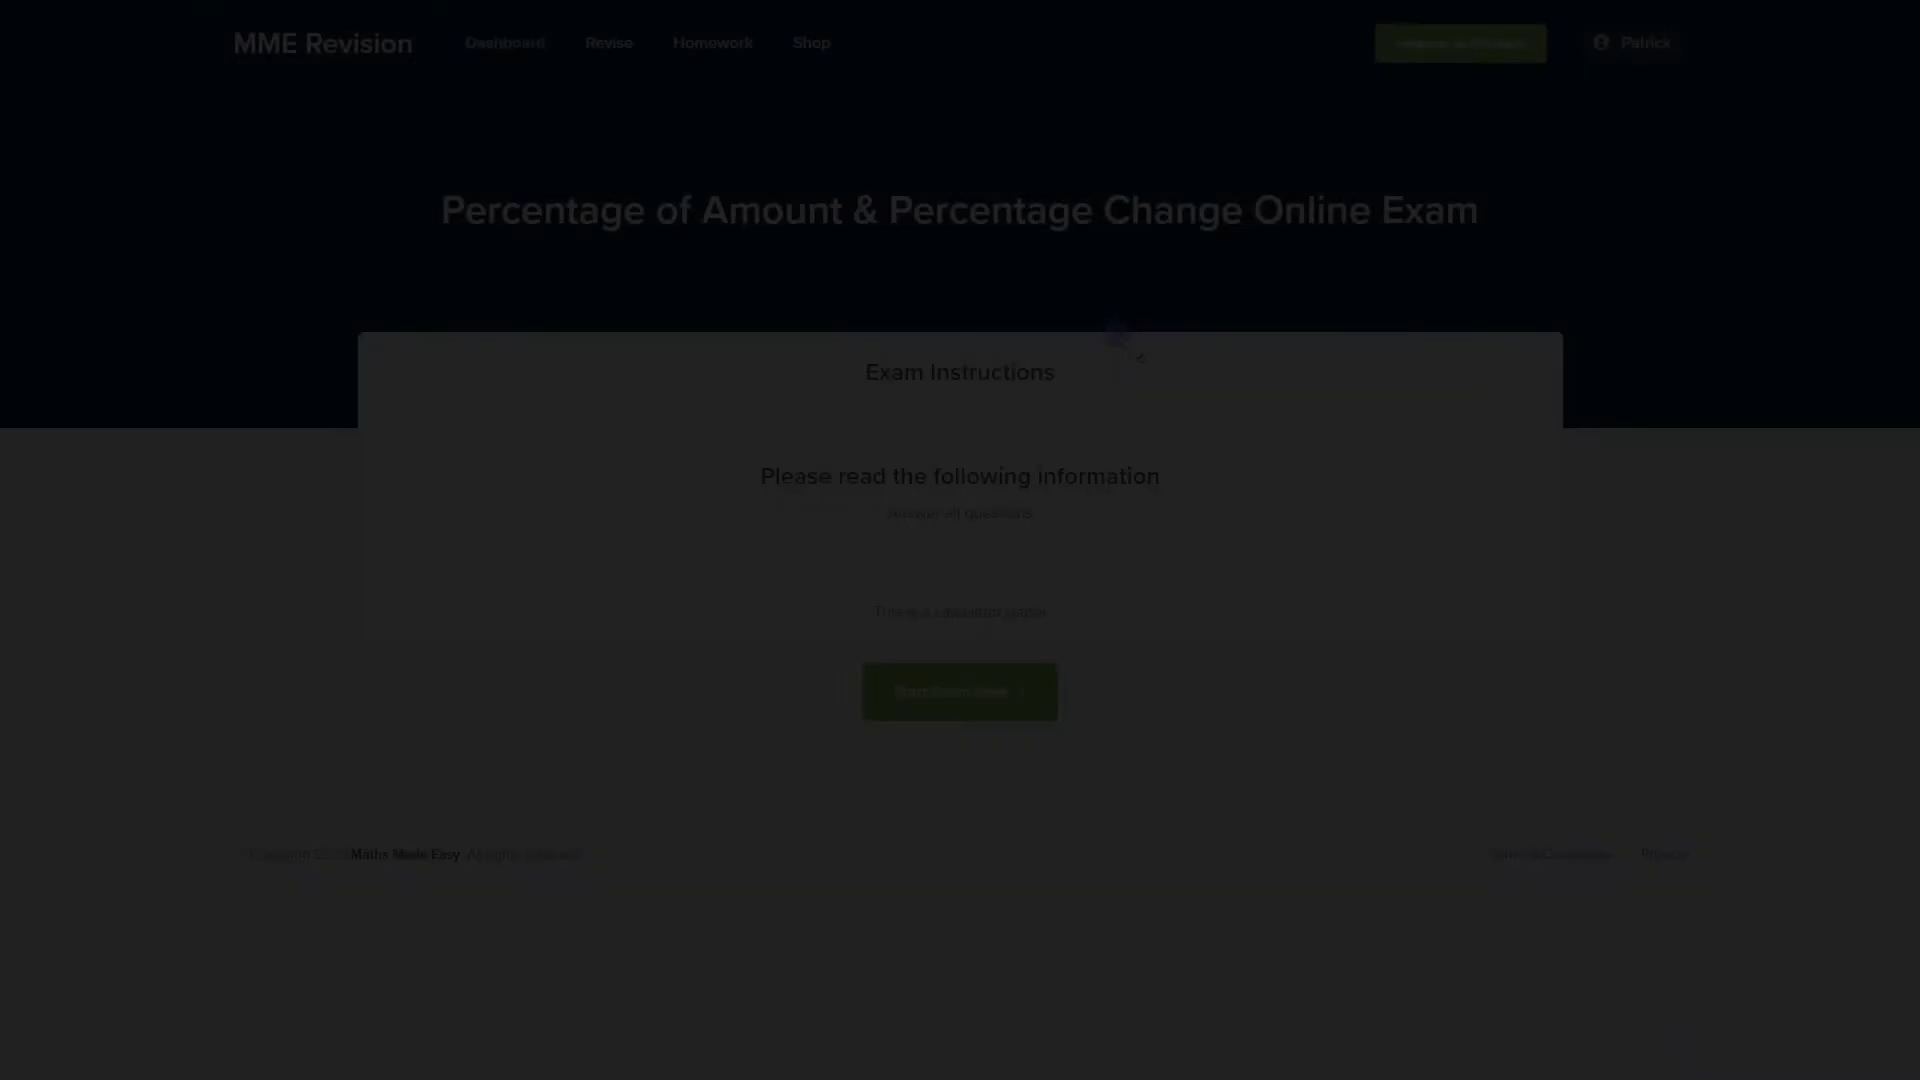 MME Revision
Dashboard
Revise
Homework
Shop
Patrick
Percentage of Amount & Percentage Change Online Exam
Exam Instructions
Please read the following information
Answer all questions
This is a calculator paper
Maths Made Easy